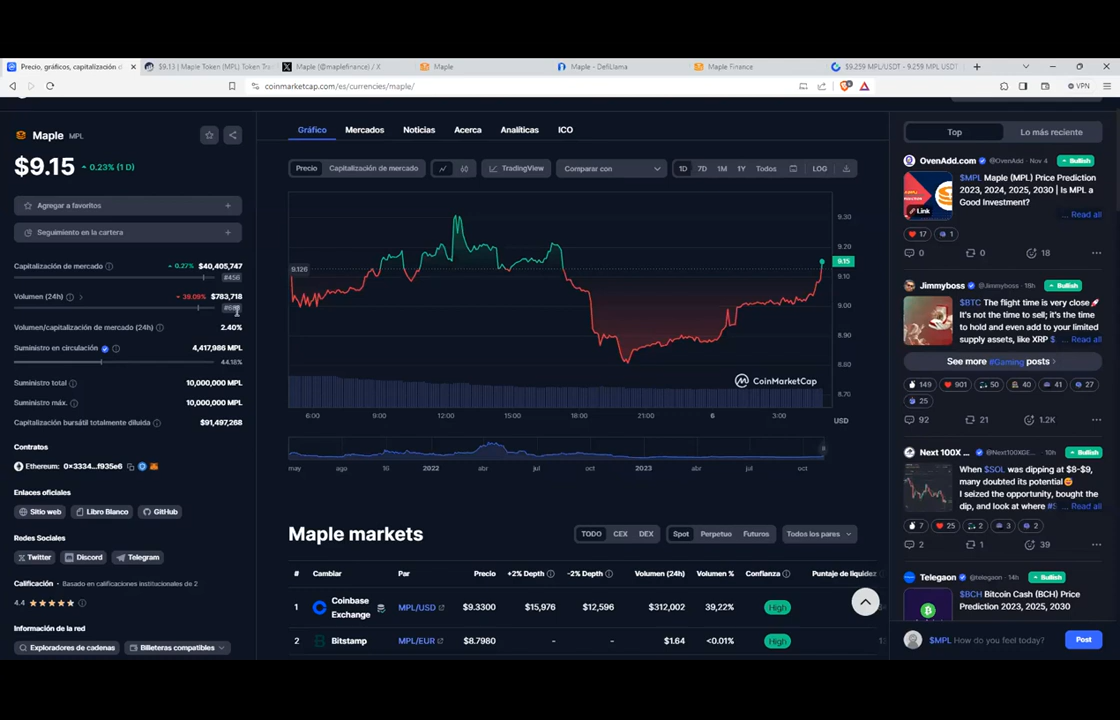 Precio, gráficos, capitalización d
$9.13 | Maple Token (MPL) Token Tra
Maple (@maplefinance) / X
Maple
Maple - DefiLlama
Maple Finance
$9.259 MPL/USDT - 9.259 MPL USDT
coinmarketcap.com/es/currencies/maple/
VPN
Maple MPL
$9.15 0.23% (1 D)
Agregar a favoritos
Seguimiento en la cartera
Capitalización de mercado 0.27% $40,405,747
#456
Volumen (24h) 39.09% $783,718
Volumen/capitalización de mercado (24h) 2.40%
Suministro en circulación 4,417,986 MPL
44.18%
Suministro total 10,000,000 MPL
Suministro máx. 10,000,000 MPL
Capitalización bursátil totalmente diluida $91,497,268
Contratos
Ethereum: 0x3334...f935e6
Enlaces oficiales
Sitio web Libro Blanco GitHub
Redes Sociales
Twitter Discord Telegram
Calificación · Basado en calificaciones institucionales de 2
4.4
Información de la red
Exploradores de cadenas Billeteras compatibles
Gráfico Mercados Noticias Acerca Análíticas ICO
Precio Capitalización de mercado TradingView Comparar con 1D 7D 1M 1Y Todos LOG
9.30
9.20
9.15
9.126
9.10
9.00
8.90
8.80
8.70
CoinMarketCap
6:00 9:00 12:00 15:00 18:00 21:00 6 3:00 USD
may ago 10 2022 abr jul oct 2023 abr jul oct
Maple markets
TODO CEX DEX Spot Perpetuo Futuros Todos los pares
# Cambiar Par Precio +2% Depth -2% Depth Volumen (24h) Volumen % Confianza Puntaje de liquidez
1 Coinbase Exchange MPL/USD $9.3300 $15,976 $12,596 $312,002 39,22% High
2 Bitstamp MPL/EUR $8.7980 - - $1.64 <0.01% High
Top Lo más reciente
OvenAdd.com @OvenAdd · Nov 4 Bullish
$MPL Maple (MPL) Price
Prediction 2023, 2024, 2025, 2030 | Is MPL a
Good Investment?
Link
... Read all
17 1
0 0 18
Jimmyboss @Jimmyboss · 18h Bullish
$BTC The flight time is very close
It's not the time to slow down, it's the
time to hold and even add to your limited
supply assets, like XRP $ ... Read all
See more #Gaming posts
149 901 50 40 41 27
25
92 21 1.2K
Next 100X ... @Next100XGE... · 10h Bullish
When $SOL was dipping at $8-$9,
many doubted its potential
I seized the opportunity, bought the
dip, and look at where ... Read all
7 25 2 3 2
2 1 39
Telegaon @telegaon · 14h Bullish
$BCH Bitcoin Cash (BCH) Price
Prediction 2023, 2025, 2030
$MPL How do you feel today? Post